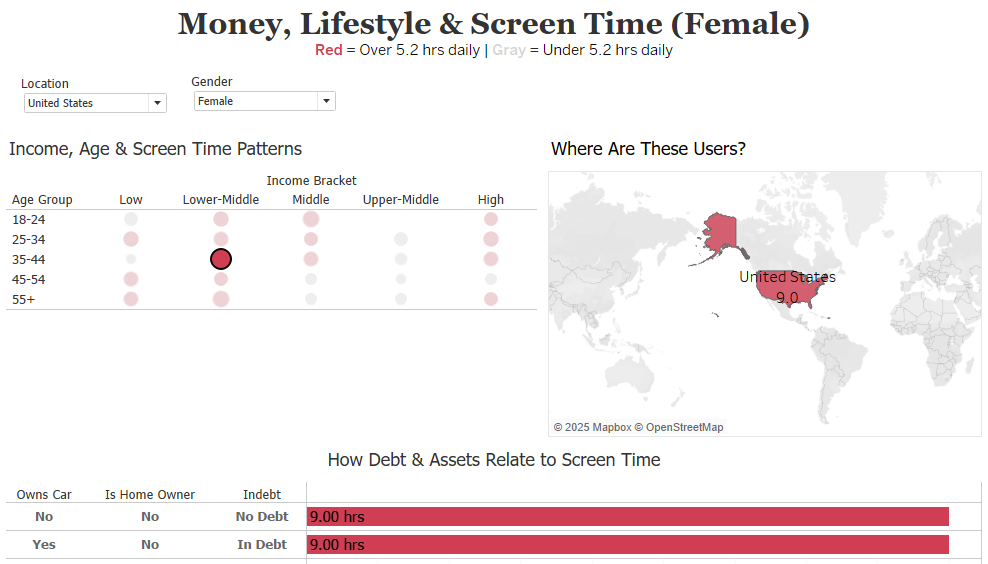 Money, Lifestyle & Screen Time (Female)
Red = Over 5.2 hrs daily | Gray = Under 5.2 hrs daily
Location
Gender
United States
Female
Income, Age & Screen Time Patterns
Where Are These Users?
Income Bracket
Age Group Low Lower-Middle Middle Upper-Middle High
18-24
25-34
35-44
45-54
55+
United States
9.0
© 2025 Mapbox © OpenStreetMap
How Debt & Assets Relate to Screen Time
Owns Car Is Home Owner Indebt
No No No Debt 9.00 hrs
Yes No In Debt 9.00 hrs